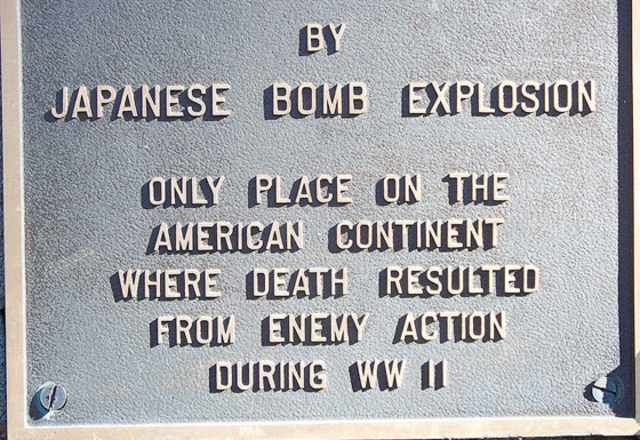 BY
JAPANESE BOMB EXPLOSION
ONLY PLACE ON THE
AMERICAN CONTINENT
WHERE DEATH RESULTED
FROM ENEMY ACTION
DURING WW II